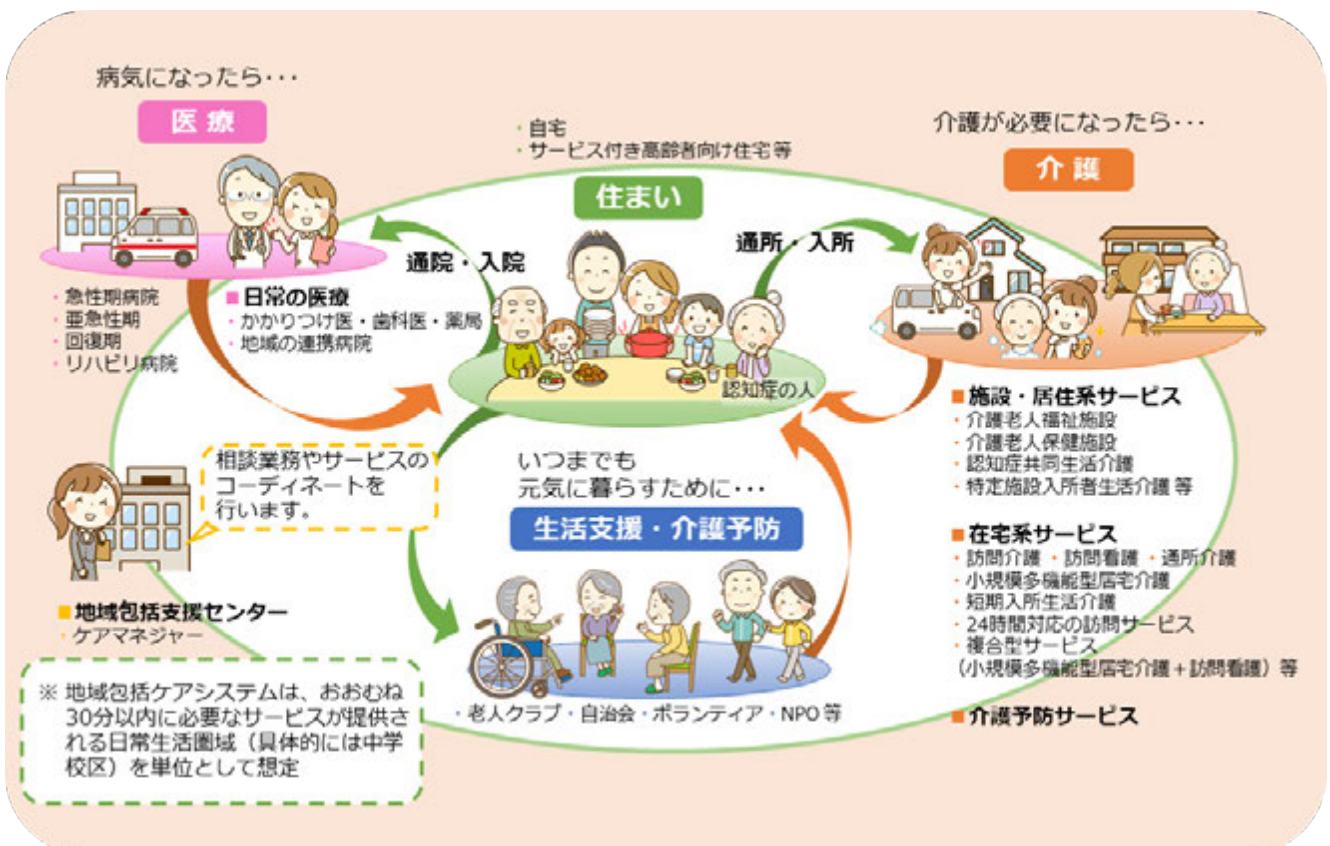 病気になったら・・・
医療
・急性期病院
・亜急性期
・回復期
・リハビリ病院
■日常の医療
・かかりつけ医・歯科医・薬局
・地域の連携病院
通院・入院
・自宅
・サービス付き高齢者向け住宅等
住まい
認知症の人
通所・入所
介護が必要になったら・・・
介護
■施設・居住系サービス
・介護老人福祉施設
・介護老人保健施設
・認知症共同生活介護
・特定施設入所者生活介護 等
■在宅系サービス
・訪問介護 ・訪問看護 ・通所介護
・小規模多機能型居宅介護
・短期入所生活介護
・24時間対応の訪問サービス
・複合型サービス
（小規模多機能型居宅介護＋訪問看護）等
■介護予防サービス
相談業務やサービスの
コーディネートを
行います。
■地域包括支援センター
・ケアマネジャー
いつまでも
元気に暮らすために・・・
生活支援・介護予防
・老人クラブ・自治会・ボランティア・NPO 等
※ 地域包括ケアシステムは、おおむね
30分以内に必要なサービスが提供さ
れる日常生活圏域（具体的には中学
校区）を単位として想定